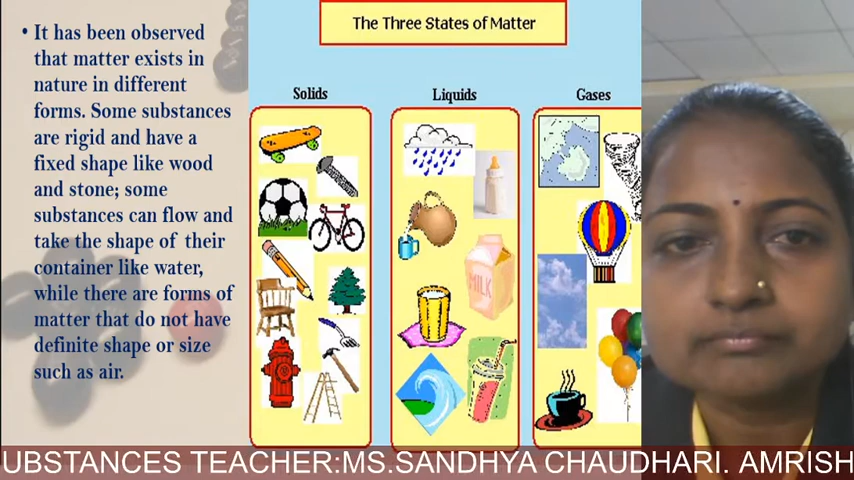 The Three States of Matter
• It has been observed
that matter exists in
nature in different
forms. Some substances
are rigid and have a
fixed shape like wood
and stone; some
substances can flow and
take the shape of their
container like water,
while there are forms of
matter that do not have
definite shape or size
such as air.
Solids
Liquids
Gases
MILK
UBSTANCES TEACHER:MS.SANDHYA CHAUDHARI. AMRISH